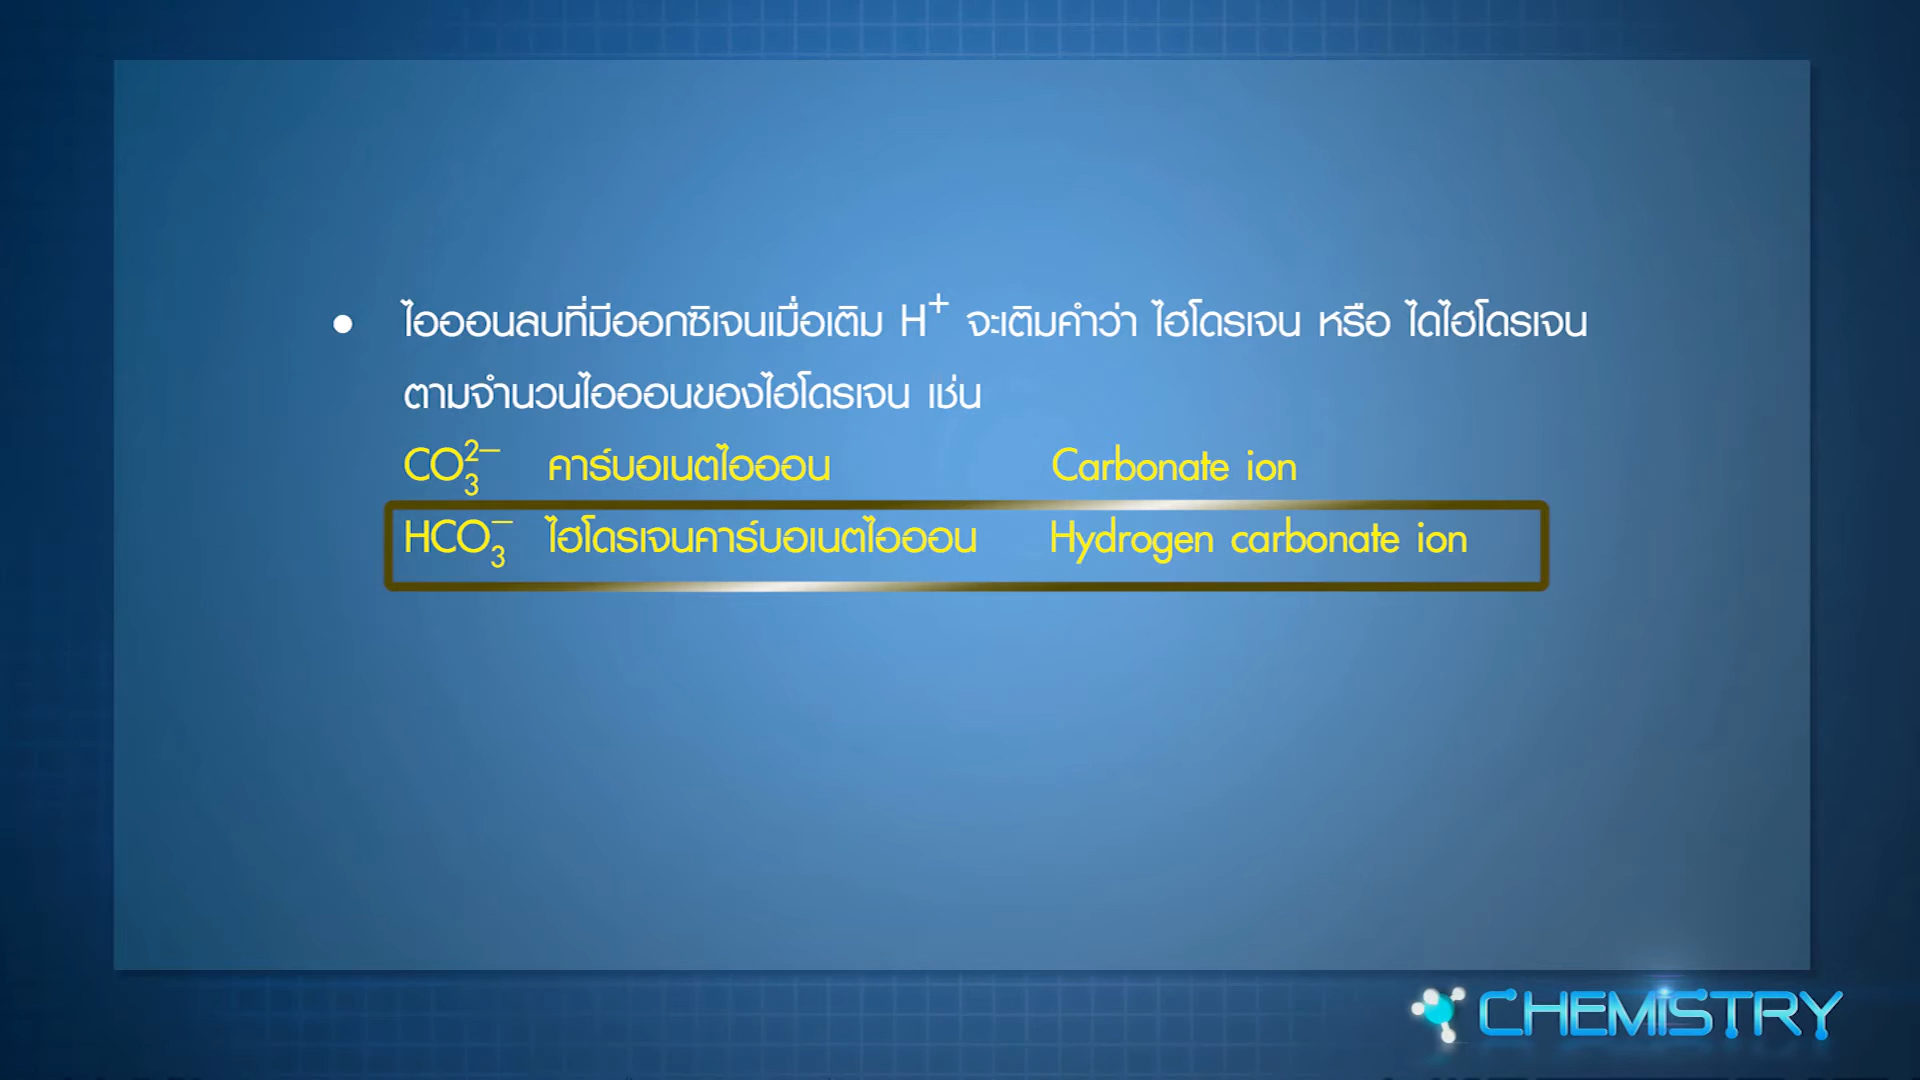 ● ไอออนลบที่มีออกซิเจนเมื่อเติม H⁺ จะเติมคำว่า ไฮโดรเจน หรือ ไดไฮโดรเจน
ตามจำนวนไอออนของไฮโดรเจน เช่น
CO₃²⁻ คาร์บอเนตไอออน Carbonate ion
HCO₃⁻ ไฮโดรเจนคาร์บอเนตไอออน Hydrogen carbonate ion
CHEMISTRY